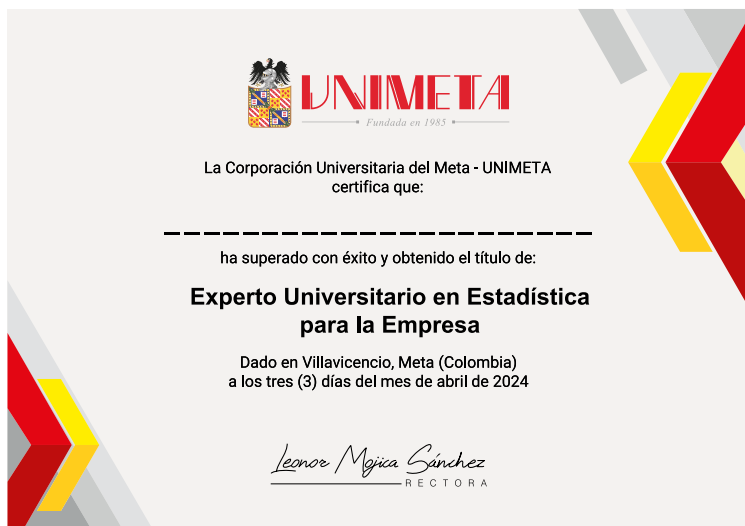 UNIMETA
Fundada en 1985
La Corporación Universitaria del Meta - UNIMETA
certifica que:
ha superado con éxito y obtenido el título de:
Experto Universitario en Estadística
para la Empresa
Dado en Villavicencio, Meta (Colombia)
a los tres (3) días del mes de abril de 2024
Leonor Mojica Sánchez
RECTORA